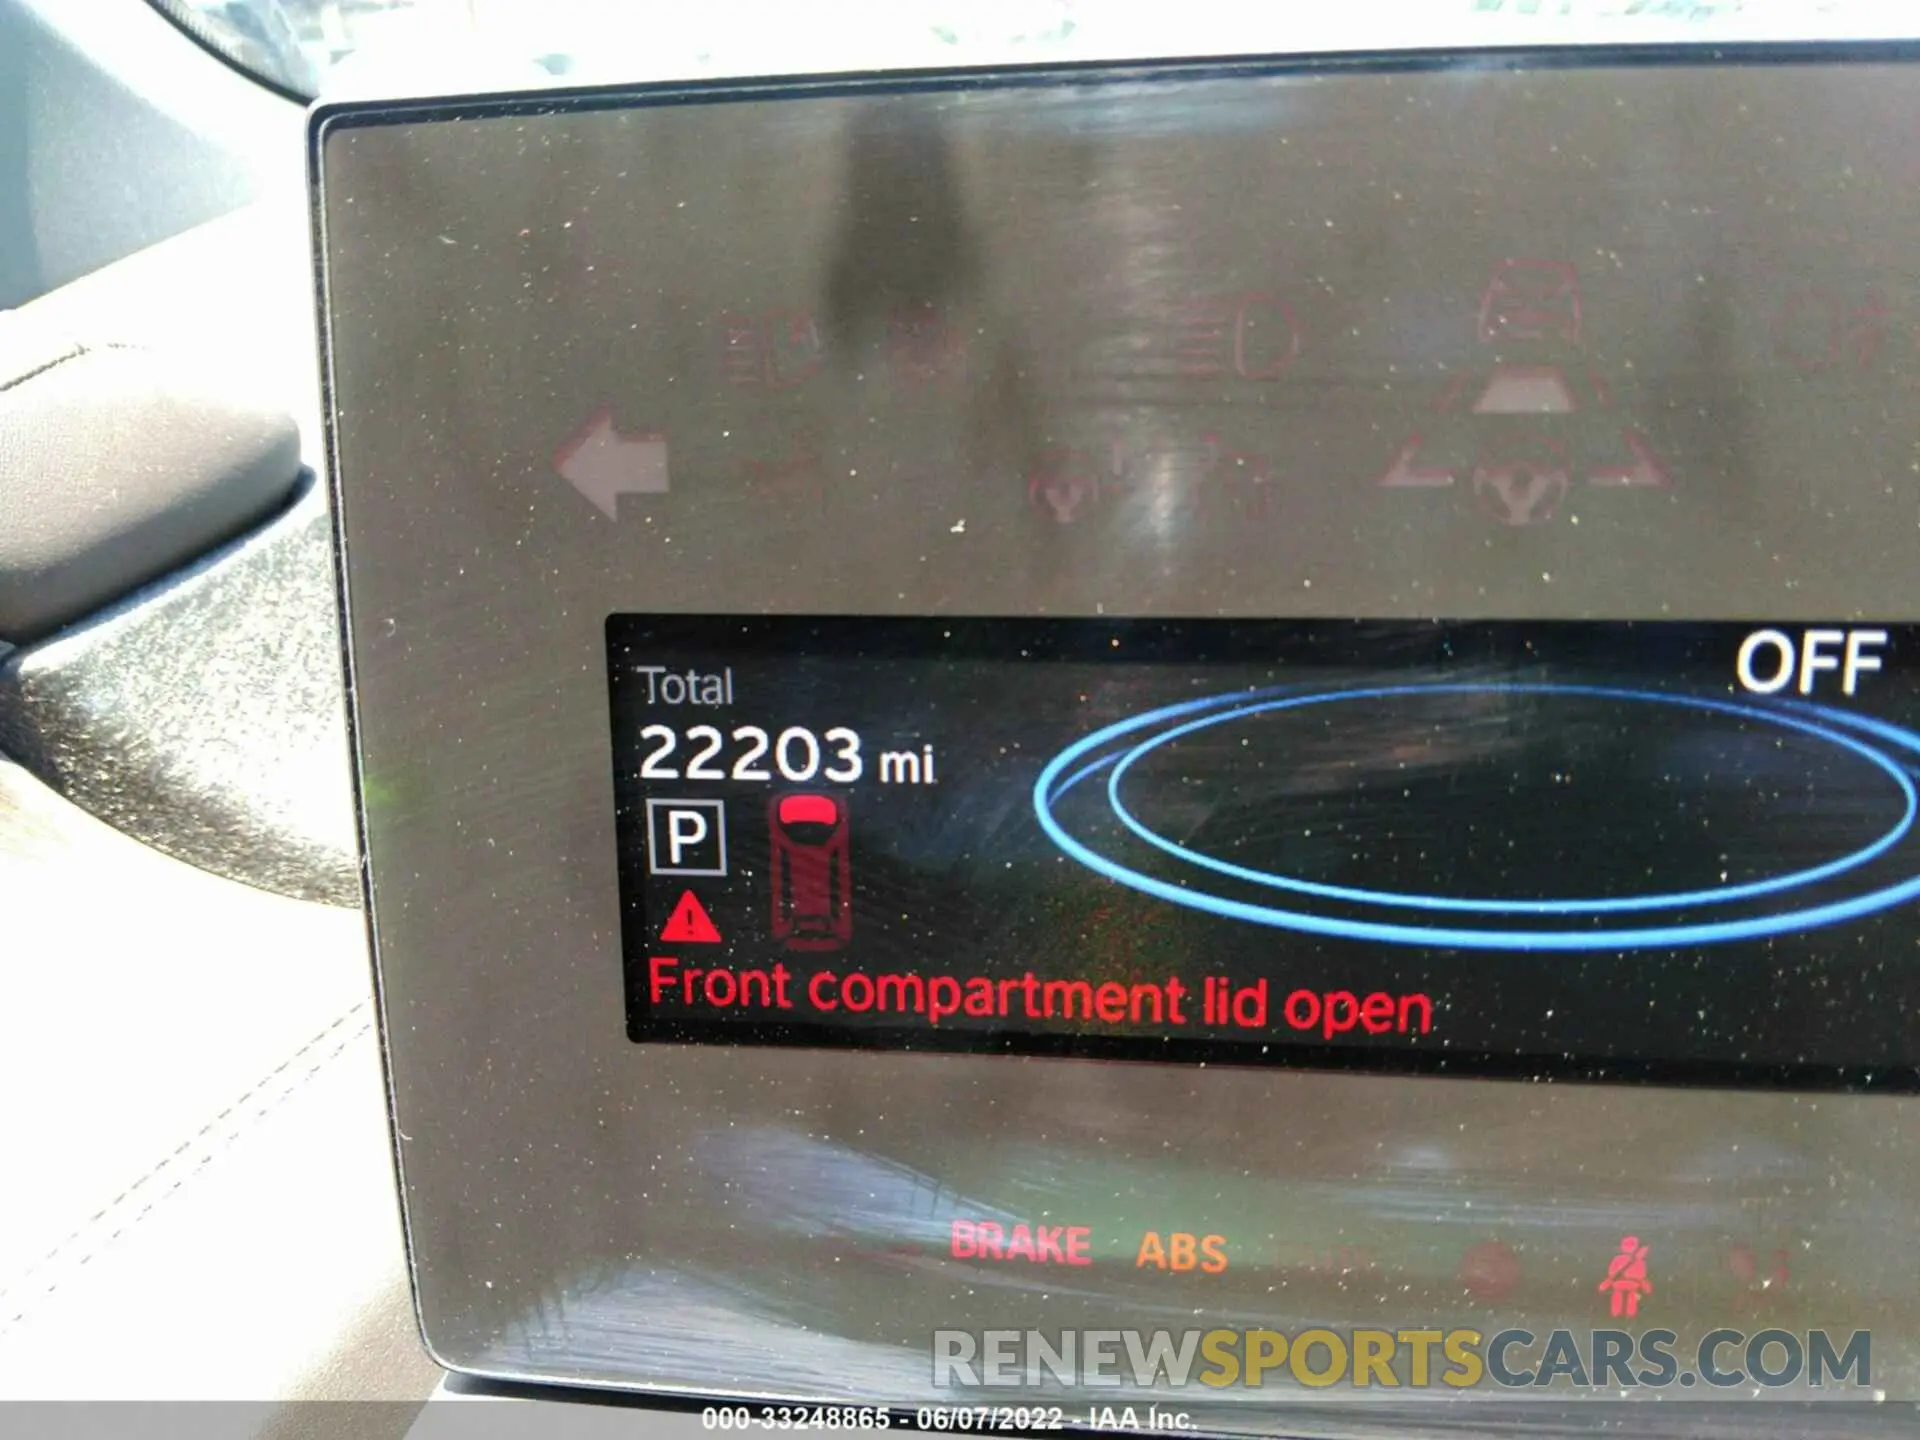 OFF
Total
22203 mi
P
Front compartment lid open
BRAKE ABS
RENEWSPORTSCARS.COM
000-33248865 - 06/07/2022 - IAA Inc.